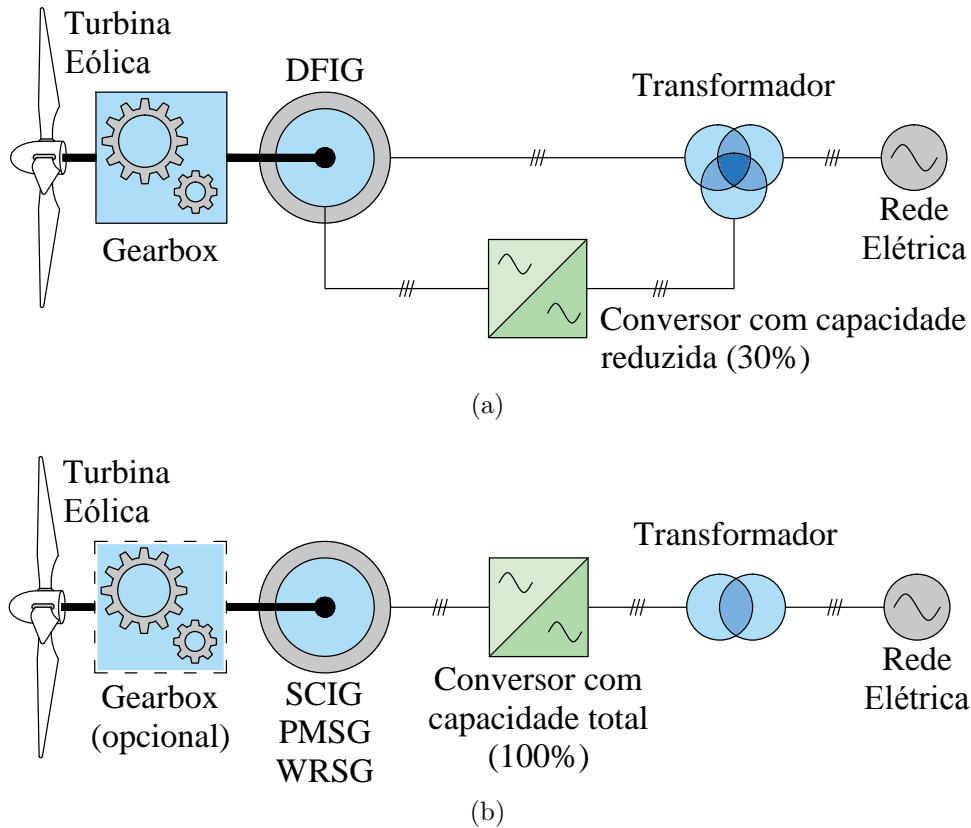 Turbina
Eólica
DFIG
Transformador
Gearbox
Rede
Elétrica
Conversor com capacidade
reduzida (30%)
(a)
Turbina
Eólica
Transformador
Gearbox
(opcional)
SCIG
PMSG
WRSG
Conversor com
capacidade total
(100%)
Rede
Elétrica
(b)